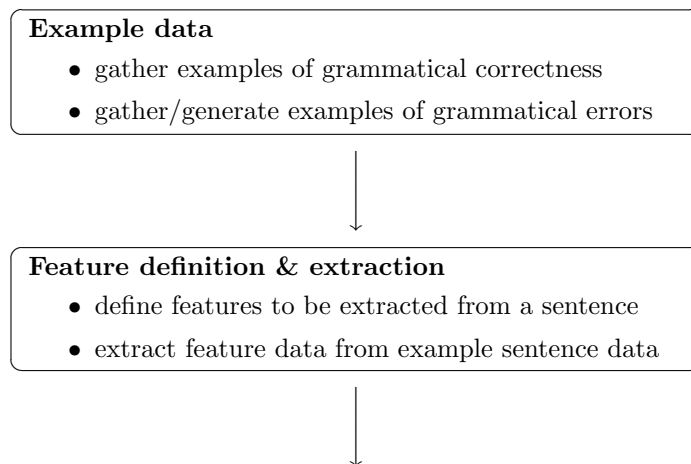 Example data
• gather examples of grammatical correctness
• gather/generate examples of grammatical errors
Feature definition & extraction
• define features to be extracted from a sentence
• extract feature data from example sentence data